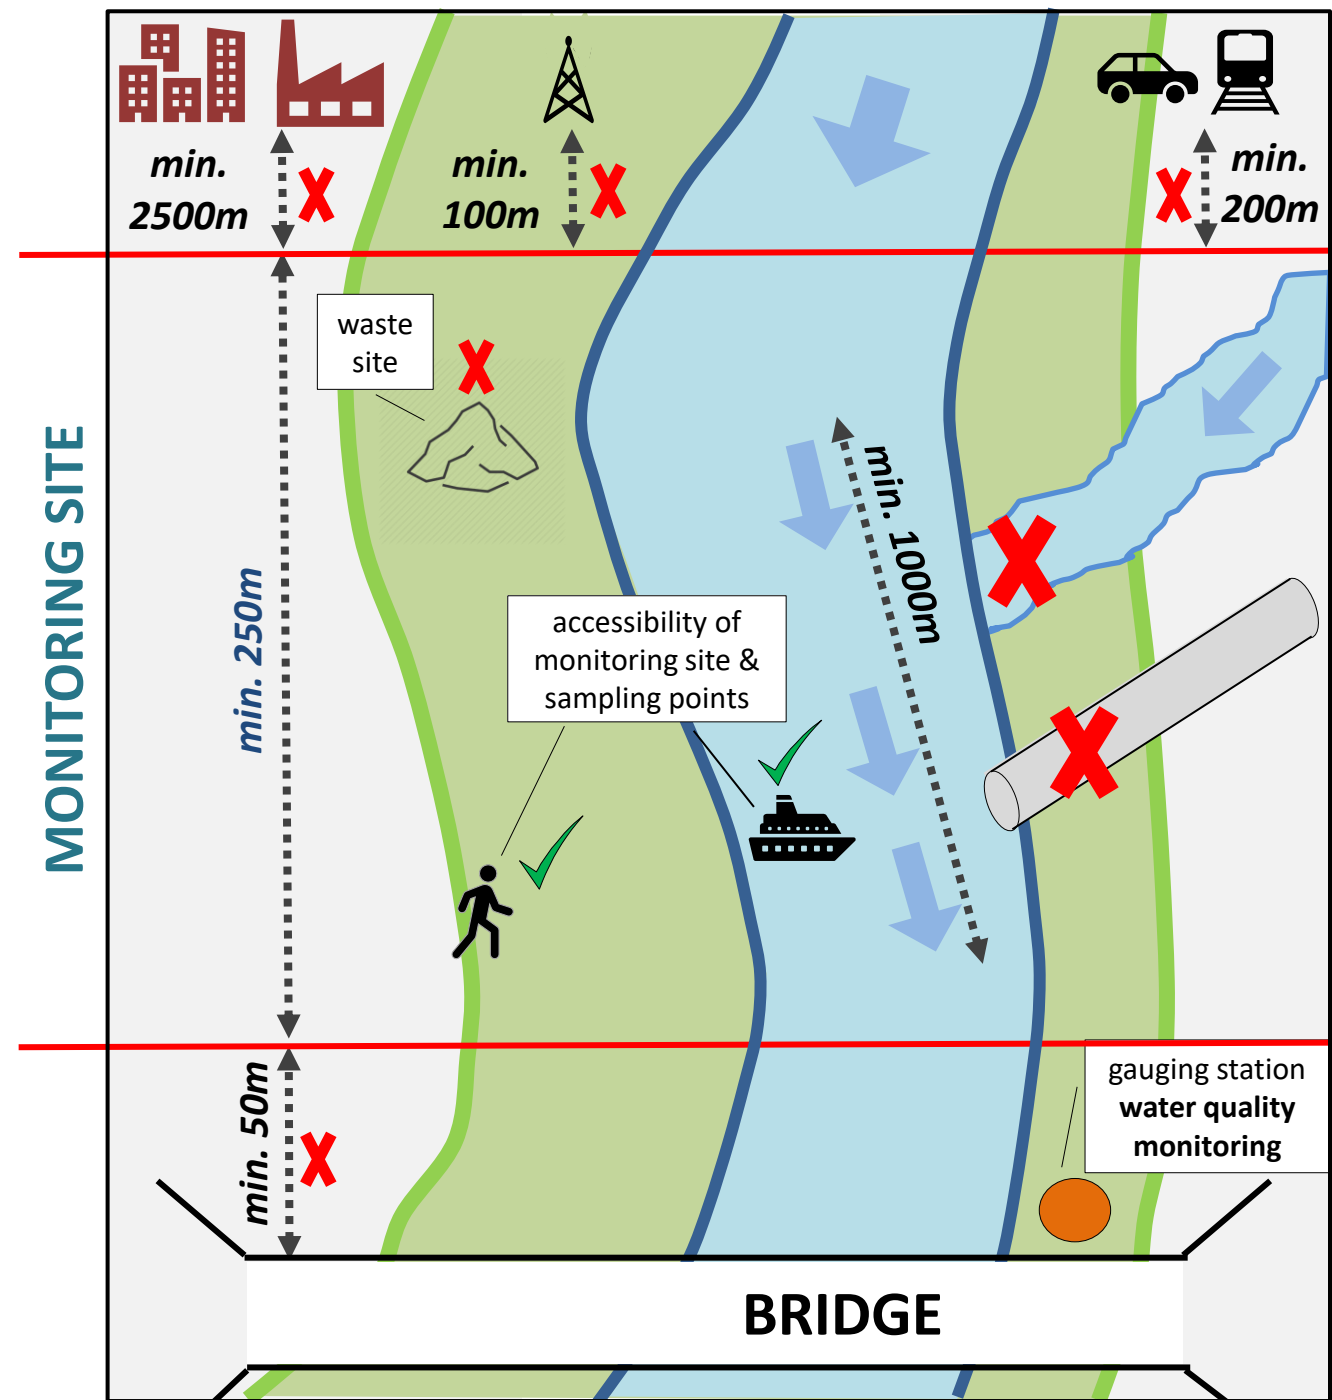 min.
2500m
min.
100m
min.
200m
waste
site
MONITORING SITE
min. 250m
min. 1000m
accessibility of
monitoring site &
sampling points
min. 50m
gauging station
water quality
monitoring
BRIDGE